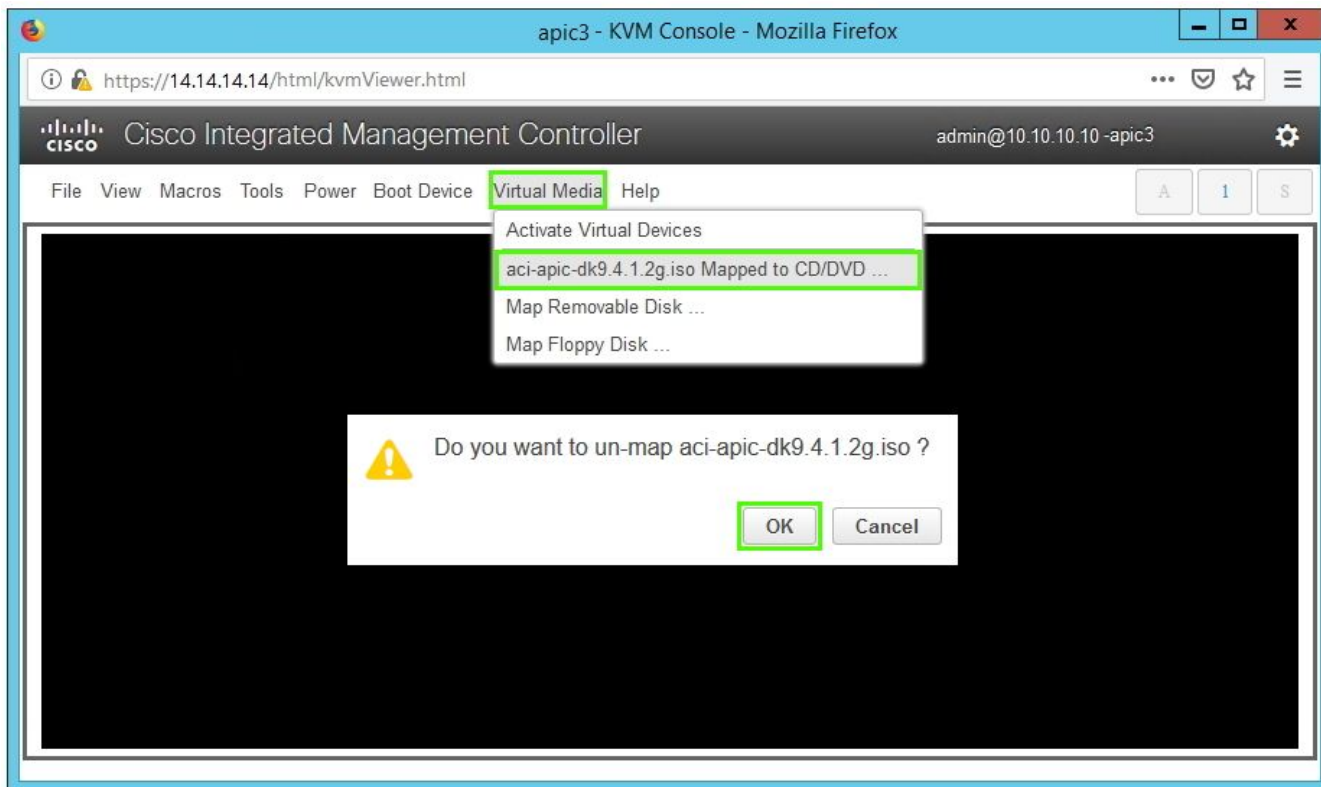 apic3 - KVM Console - Mozilla Firefox
https://14.14.14.14/html/kvmViewer.html
cisco Cisco Integrated Management Controller admin@10.10.10.10 -apic3
File View Macros Tools Power Boot Device Virtual Media Help A 1 S
Activate Virtual Devices
aci-apic-dk9.4.1.2g.iso Mapped to CD/DVD ...
Map Removable Disk ...
Map Floppy Disk ...
Do you want to un-map aci-apic-dk9.4.1.2g.iso ?
OK Cancel